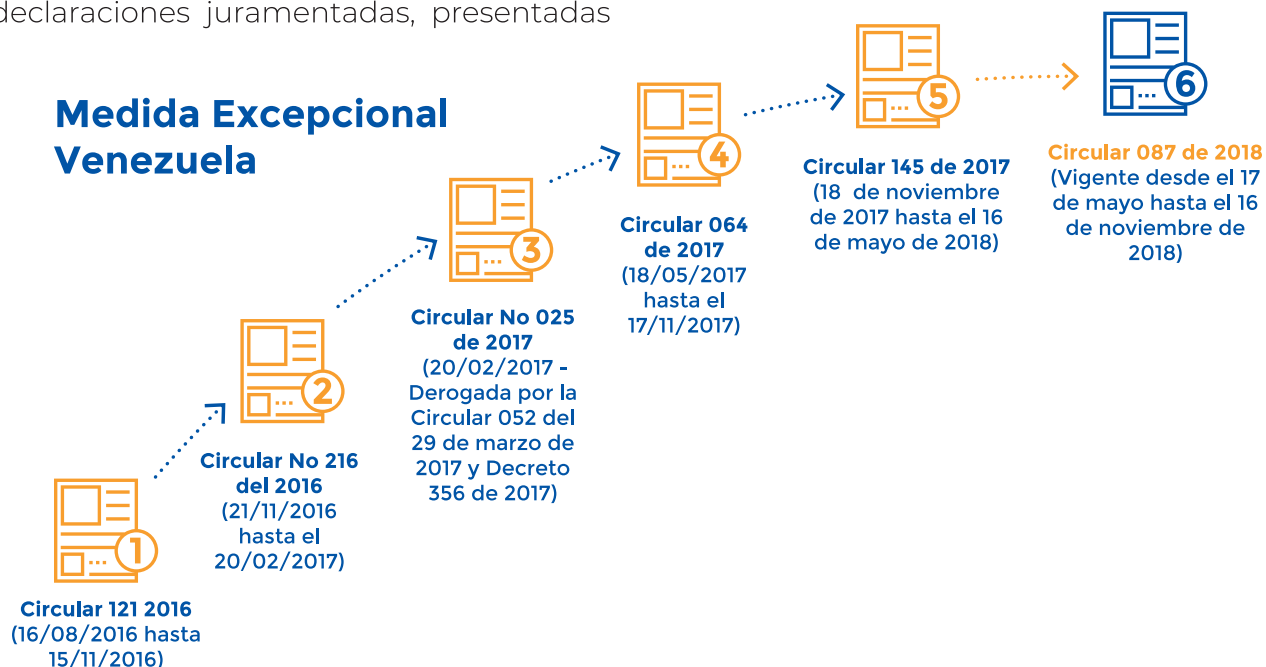 declaraciones juramentadas, presentadas
Medida Excepcional
Venezuela
1
Circular 121 2016
(16/08/2016 hasta
15/11/2016)
2
Circular No 216
del 2016
(21/11/2016
hasta el
20/02/2017)
3
Circular No 025
de 2017
(20/02/2017 -
Derogada por la
Circular 052 del
29 de marzo de
2017 y Decreto
356 de 2017)
4
Circular 064
de 2017
(18/05/2017
hasta el
17/11/2017)
5
Circular 145 de 2017
(18 de noviembre
de 2017 hasta el 16
de mayo de 2018)
6
Circular 087 de 2018
(Vigente desde el 17
de mayo hasta el 16
de noviembre de
2018)